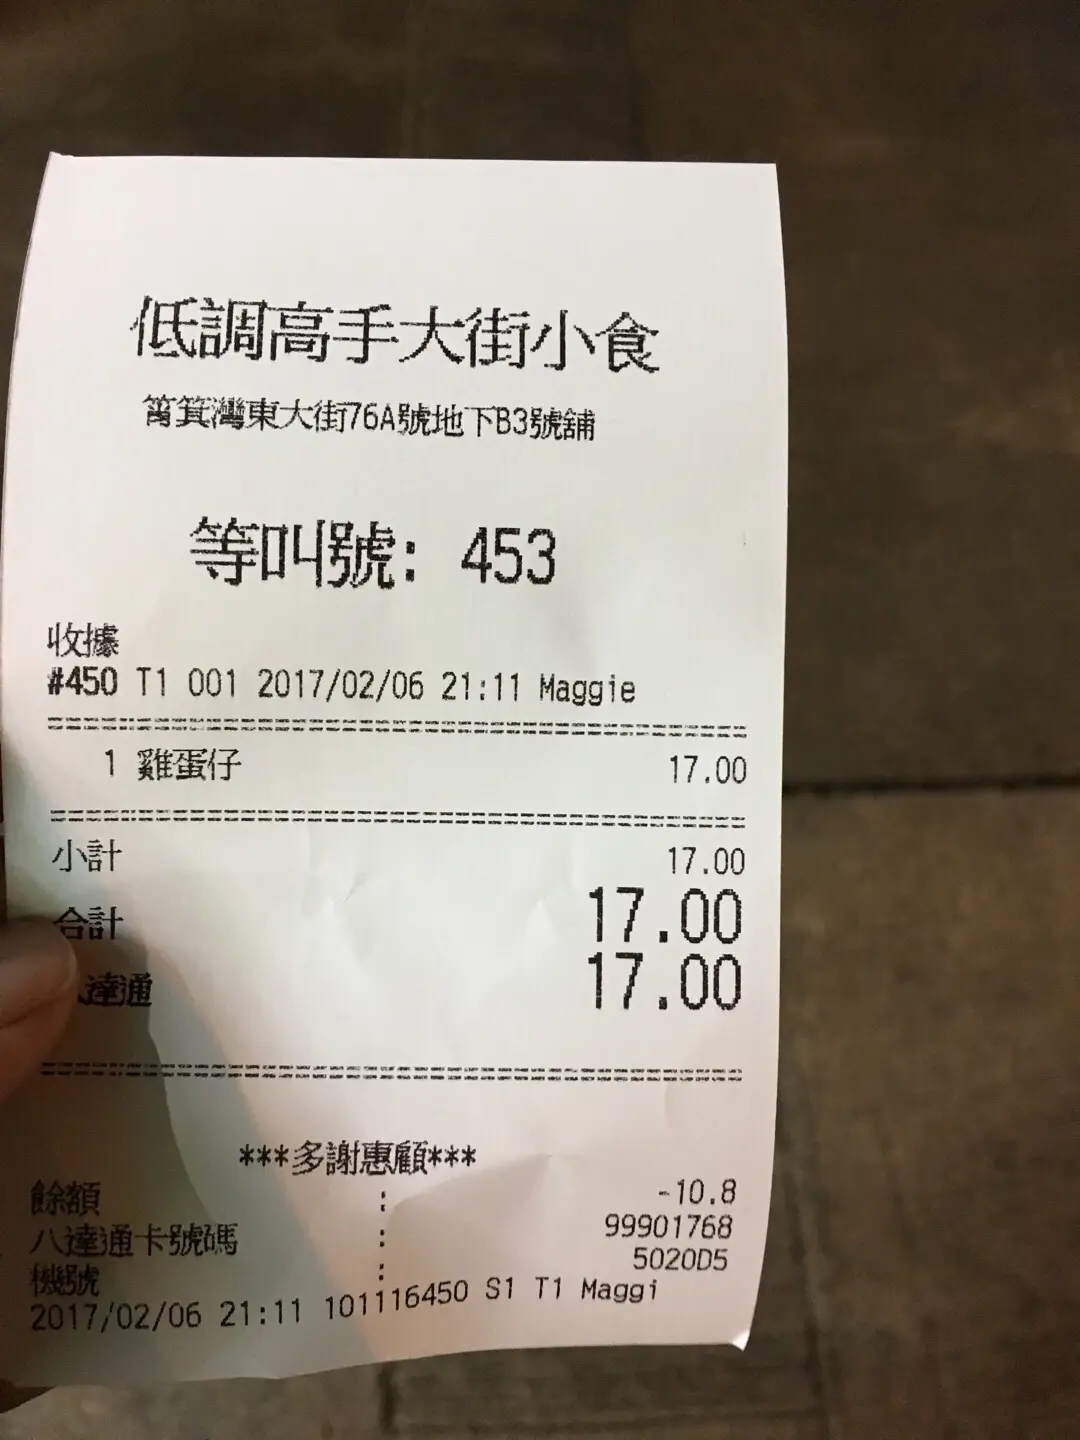 低調高手大街小食
筲箕灣東大街76A號地下B3號舖
等叫號: 453
收據
#450 T1 001 2017/02/06 21:11 Maggie
1 雞蛋仔 17.00
小計 17.00
合計 17.00
達通 17.00
***多謝惠顧***
餘額 : -10.8
八達通卡號碼 : 99901768
機號 : 5020D5
2017/02/06 21:11 101116450 S1 T1 Maggi